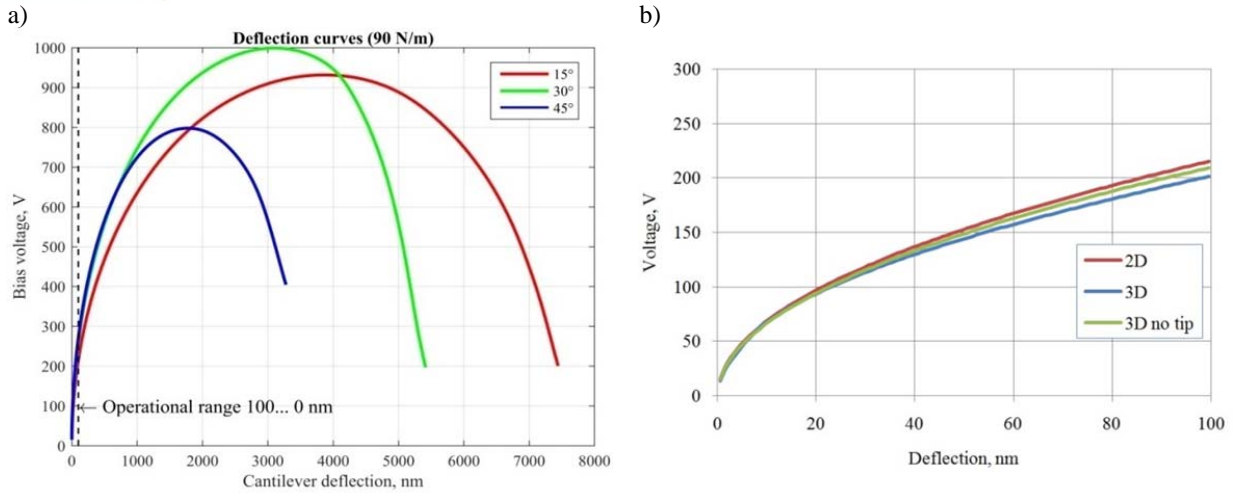 a)
Deflection curves (90 N/m)
1000
900
800
700
600
500
400
300
200
100
0
Bias voltage, V
15°
30°
45°
← Operational range 100... 0 nm
0 1000 2000 3000 4000 5000 6000 7000 8000
Cantilever deflection, nm
b)
300
250
200
150
100
50
0
Voltage, V
2D
3D
3D no tip
0 20 40 60 80 100
Deflection, nm